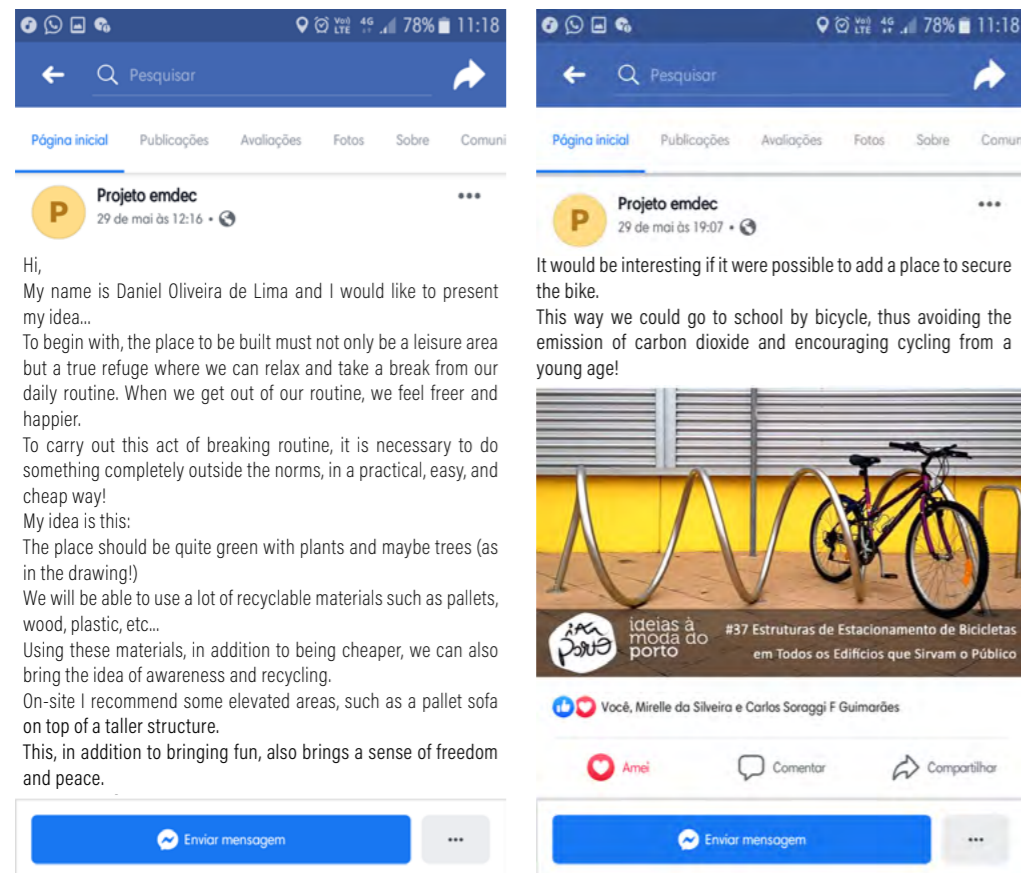 Voo) LTE 4G 78% 11:18
Pesquisar
Página inicial Publicações Avaliações Fotos Sobre Comuni
P
Projeto emdec
29 de mai às 12:16 •
Hi,
My name is Daniel Oliveira de Lima and I would like to present
my idea...
To begin with, the place to be built must not only be a leisure area
but a true refuge where we can relax and take a break from our
daily routine. When we get out of our routine, we feel freer and
happier.
To carry out this act of breaking routine, it is necessary to do
something completely outside the norms, in a practical, easy, and
cheap way!
My idea is this:
The place should be quite green with plants and maybe trees (as
in the drawing!)
We will be able to use a lot of recyclable materials such as pallets,
wood, plastic, etc...
Using these materials, in addition to being cheaper, we can also
bring the idea of awareness and recycling.
On-site I recommend some elevated areas, such as a pallet sofa
on top of a taller structure.
This, in addition to bringing fun, also brings a sense of freedom
and peace.
Enviar mensagem
Voo) LTE 4G 78% 11:18
Pesquisar
Página inicial Publicações Avaliações Fotos Sobre Comun
P
Projeto emdec
29 de mai às 19:07 •
It would be interesting if it were possible to add a place to secure
the bike.
This way we could go to school by bicycle, thus avoiding the
emission of carbon dioxide and encouraging cycling from a
young age!
ideias à
moda do
porto
#37 Estruturas de Estacionamento de Bicicletas
em Todos os Edifícios que Sirvam o Público
Você, Mirelle da Silveira e Carlos Soraggi F Guimarães
Amei Comentar Compartilhar
Enviar mensagem